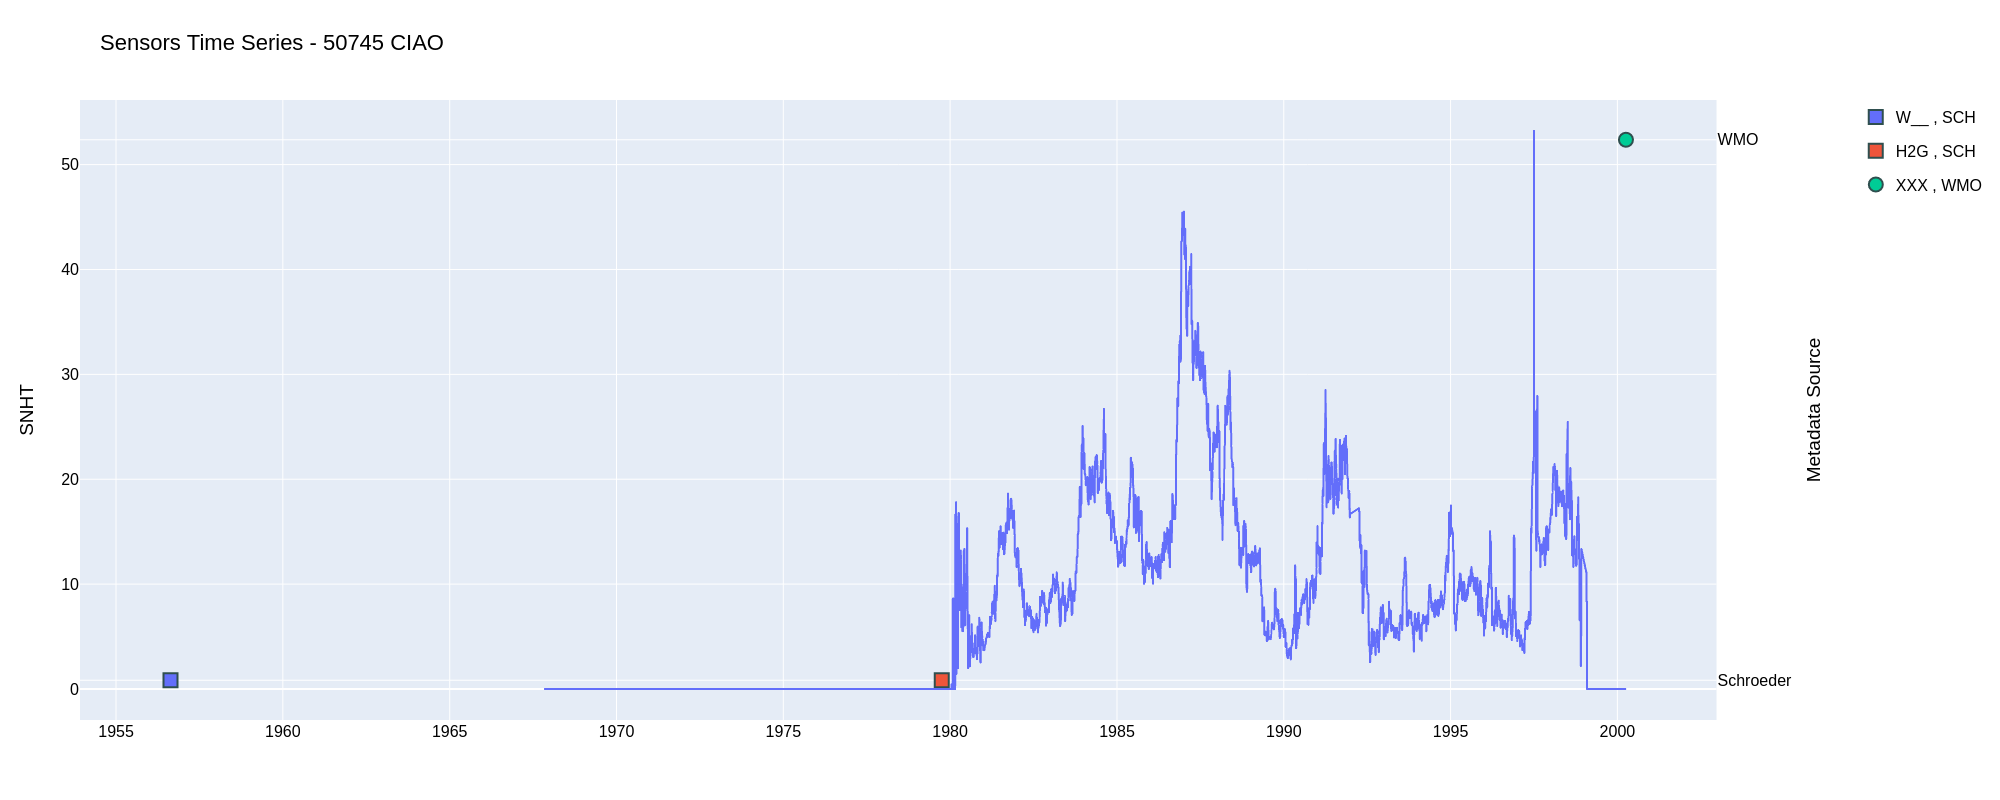 Sensors Time Series - 50745 CIAO
W__ , SCH
H2G , SCH
XXX , WMO
WMO
Schroeder
Metadata Source
SNHT
50
40
30
20
10
0
1955 1960 1965 1970 1975 1980 1985 1990 1995 2000